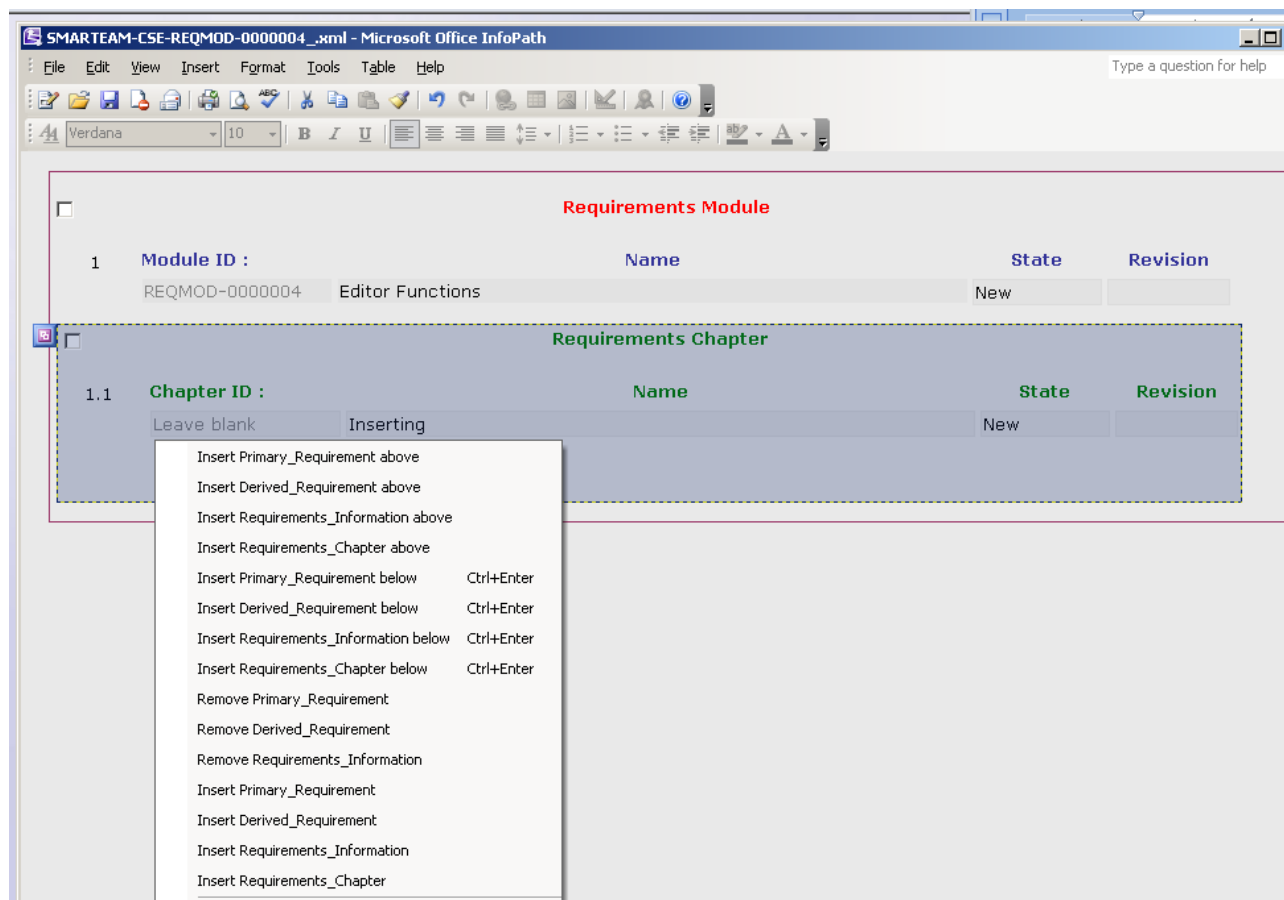 SMARTEAM-CSE-REQMOD-0000004_.xml - Microsoft Office InfoPath
File Edit View Insert Format Tools Table Help Type a question for help
Verdana 10 B I U
Requirements Module
1 Module ID : Name State Revision
REQMOD-0000004 Editor Functions New
Requirements Chapter
1.1 Chapter ID : Name State Revision
Leave blank Inserting New
Insert Primary_Requirement above
Insert Derived_Requirement above
Insert Requirements_Information above
Insert Requirements_Chapter above
Insert Primary_Requirement below Ctrl+Enter
Insert Derived_Requirement below Ctrl+Enter
Insert Requirements_Information below Ctrl+Enter
Insert Requirements_Chapter below Ctrl+Enter
Remove Primary_Requirement
Remove Derived_Requirement
Remove Requirements_Information
Insert Primary_Requirement
Insert Derived_Requirement
Insert Requirements_Information
Insert Requirements_Chapter